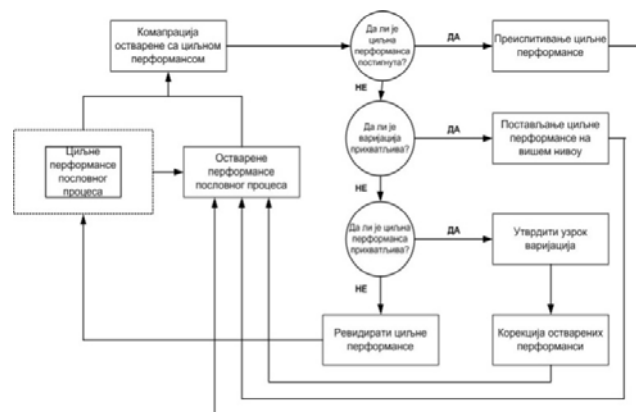 Комапрација
остварене са циљном
перформансом
Да ли је
циљна
перформанса
постигнута?
ДА
Преиспитивање циљне
перформансе
НЕ
Да ли је
варијација
прихватљива?
ДА
Постављање циљне
перформансе на
вишем нивоу
Циљне
перформансе
пословног
процеса
Остварене
перформансе
пословног процеса
НЕ
Да ли је циљна
перформанса
прихватљива?
ДА
Утврдити узрок
варијација
НЕ
Ревидирати циљне
перформансе
Корекција остварених
перформанси